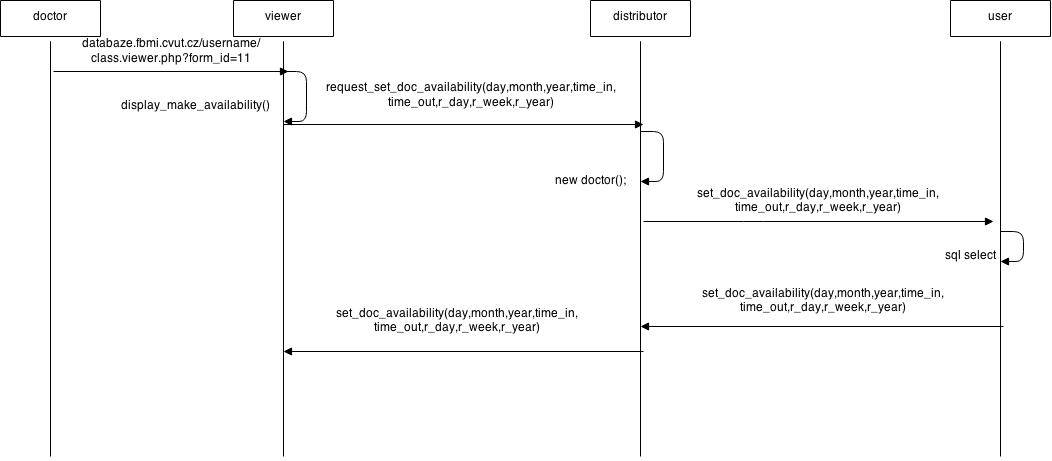 doctor
viewer
distributor
user
databaze.fbmi.cvut.cz/username/
class.viewer.php?form_id=11
display_make_availability()
request_set_doc_availability(day,month,year,time_in,
time_out,r_day,r_week,r_year)
new doctor();
set_doc_availability(day,month,year,time_in,
time_out,r_day,r_week,r_year)
sql select
set_doc_availability(day,month,year,time_in,
time_out,r_day,r_week,r_year)
set_doc_availability(day,month,year,time_in,
time_out,r_day,r_week,r_year)